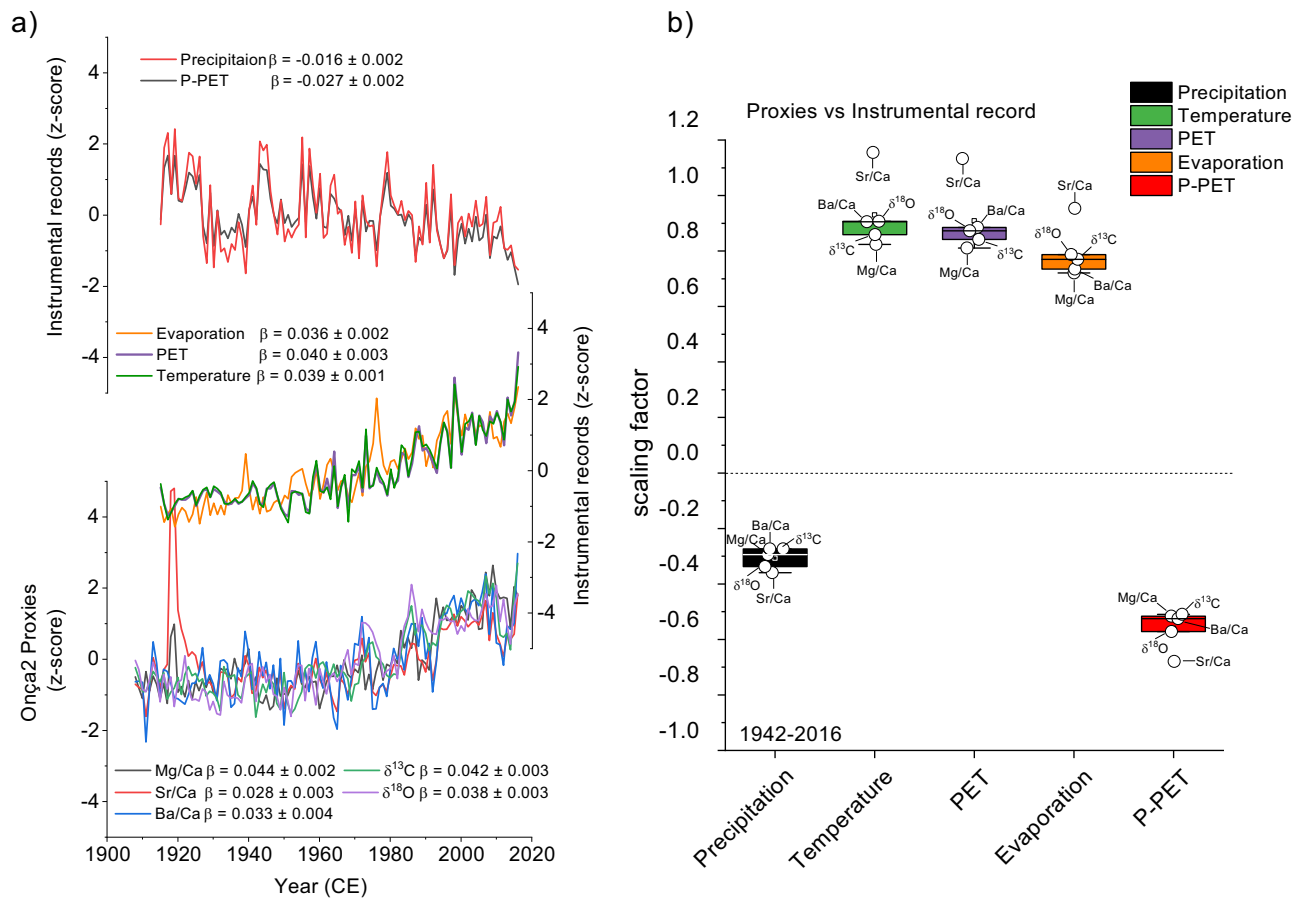 a)
Precipitaion β = -0.016 ± 0.002
P-PET β = -0.027 ± 0.002
Instrumental records (z-score)
4
2
0
-2
-4
Evaporation β = 0.036 ± 0.002
PET β = 0.040 ± 0.003
Temperature β = 0.039 ± 0.001
Instrumental records (z-score)
4
2
0
-2
-4
Onça2 Proxies
(z-score)
4
2
0
-2
-4
Mg/Ca β = 0.044 ± 0.002
δ¹³C β = 0.042 ± 0.003
Sr/Ca β = 0.028 ± 0.003
δ¹⁸O β = 0.038 ± 0.003
Ba/Ca β = 0.033 ± 0.004
1900 1920 1940 1960 1980 2000 2020
Year (CE)
b)
Precipitation
Temperature
PET
Evaporation
P-PET
Proxies vs Instrumental record
scaling factor
1.2
1.0
0.8
0.6
0.4
0.2
0.0
-0.2
-0.4
-0.6
-0.8
-1.0
Sr/Ca
Ba/Ca
δ¹⁸O
δ¹³C
Mg/Ca
Sr/Ca
δ¹⁸O
Ba/Ca
δ¹³C
Mg/Ca
Sr/Ca
δ¹⁸O
δ¹³C
Ba/Ca
Mg/Ca
Ba/Ca
Mg/Ca
δ¹³C
δ¹⁸O
Sr/Ca
Mg/Ca
δ¹³C
Ba/Ca
δ¹⁸O
Sr/Ca
1942-2016
Precipitation
Temperature
PET
Evaporation
P-PET